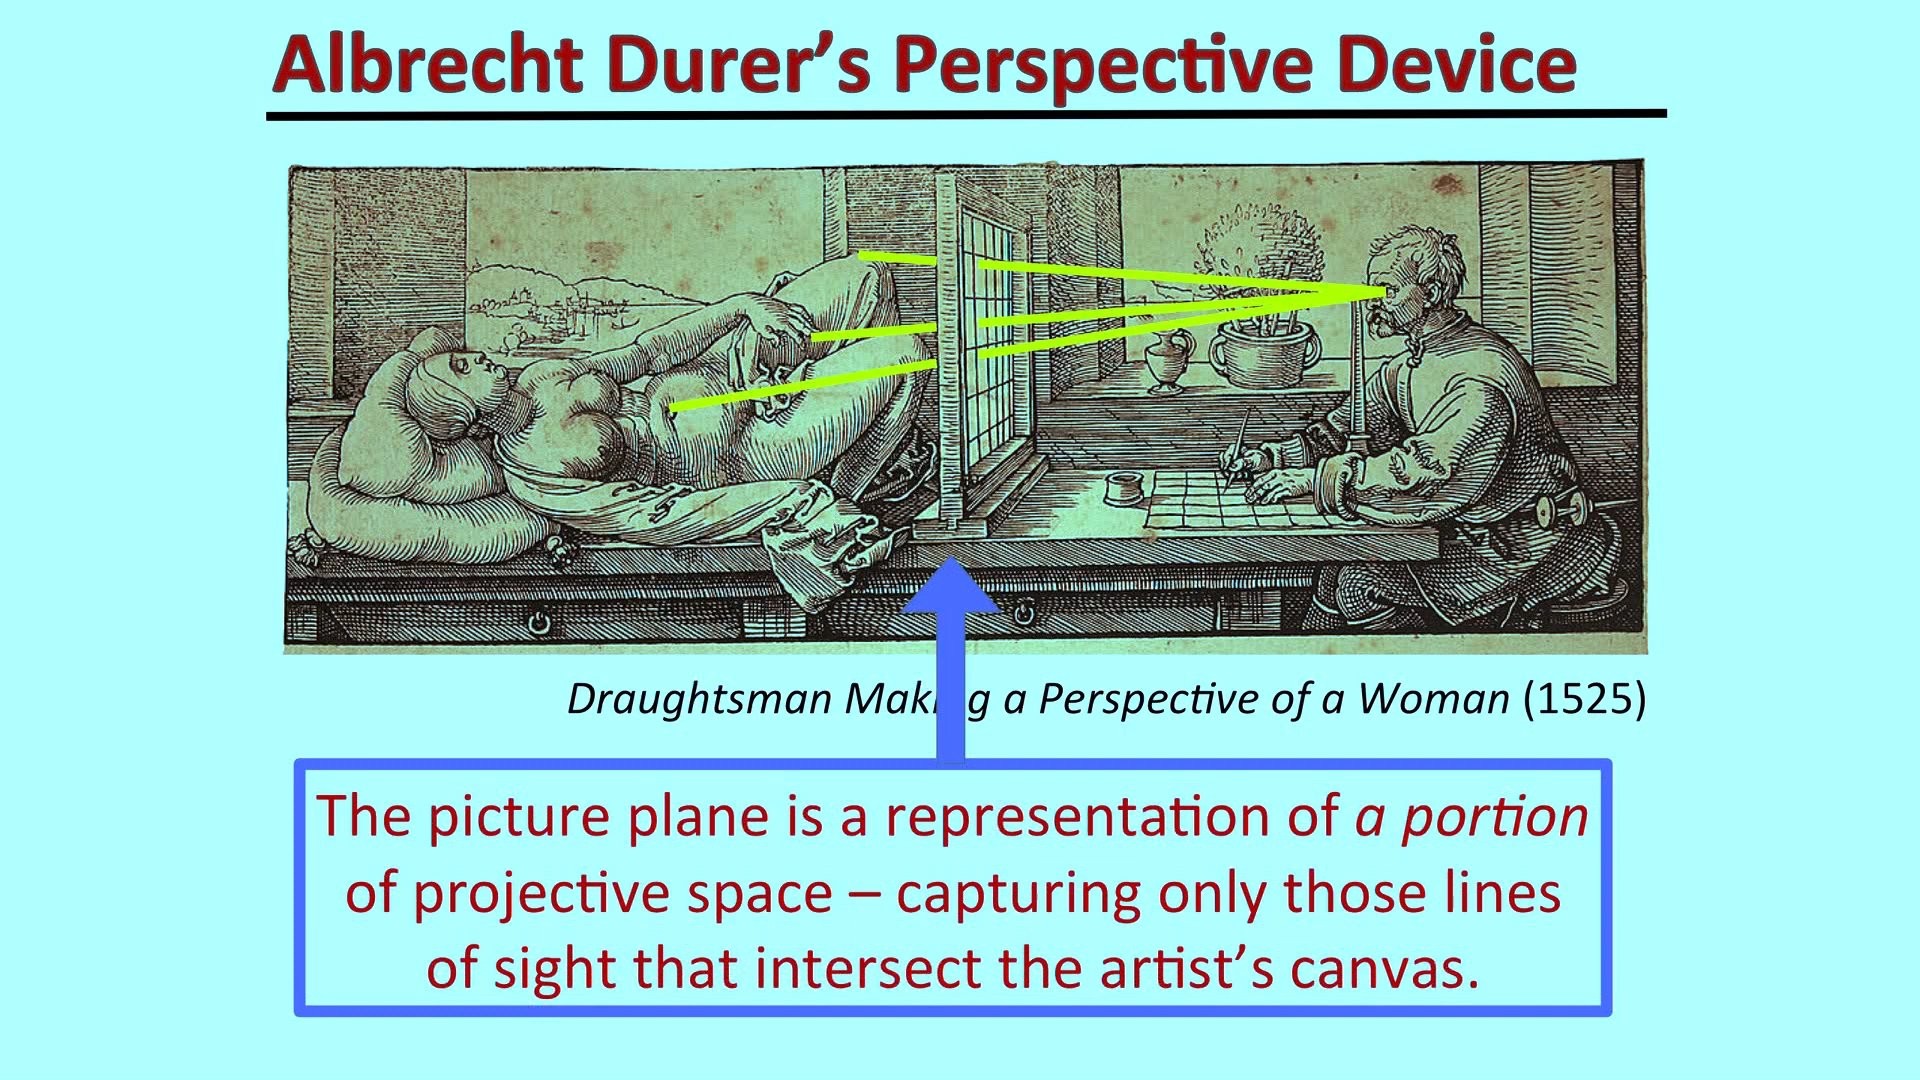 Albrecht Durer’s Perspective Device
Draughtsman Mak g a Perspective of a Woman (1525)
The picture plane is a representation of a portion
of projective space – capturing only those lines
of sight that intersect the artist’s canvas.